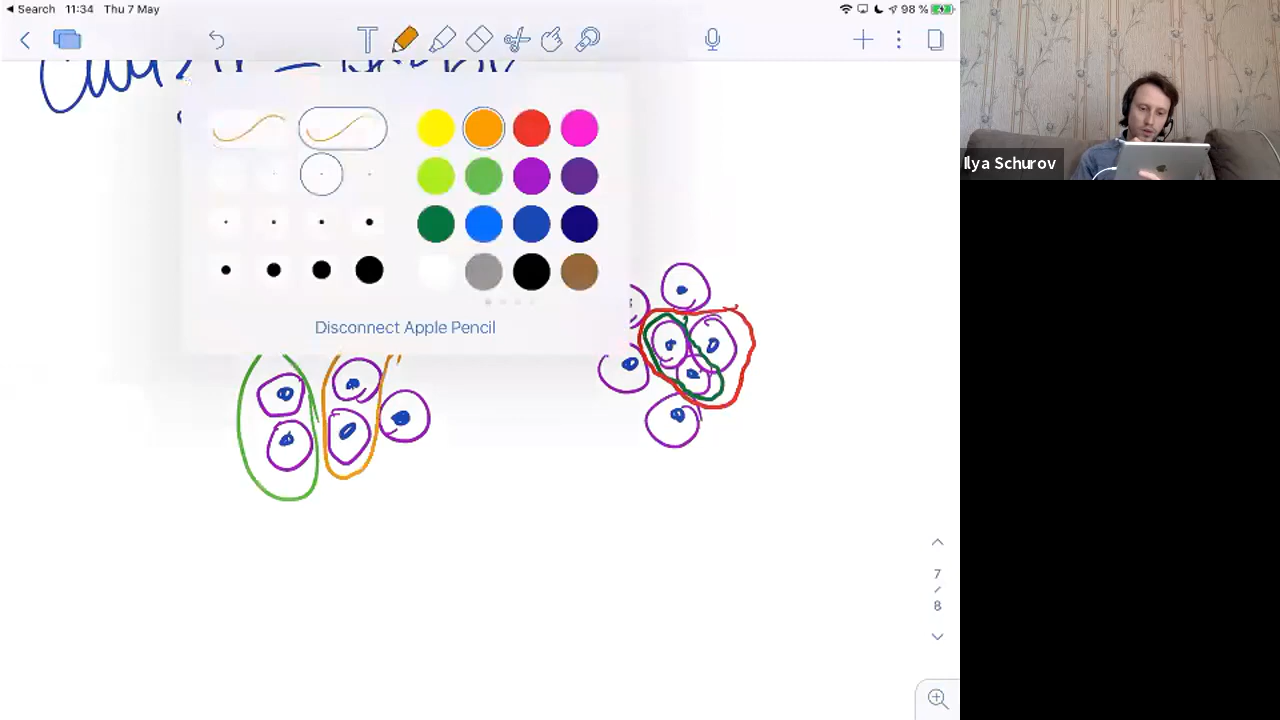 Search 11:34 Thu 7 May 98 %
T
Disconnect Apple Pencil
Ilya Schurov
7
/
8